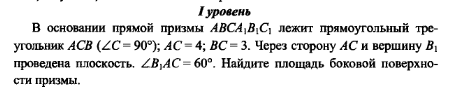 I уровень
В основании прямой призмы ABCA₁B₁C₁ лежит прямоугольный тре-
угольник ACB (∠C = 90°); AC = 4; BC = 3. Через сторону AC и вершину B₁
проведена плоскость. ∠B₁AC = 60°. Найдите площадь боковой поверхно-
сти призмы.